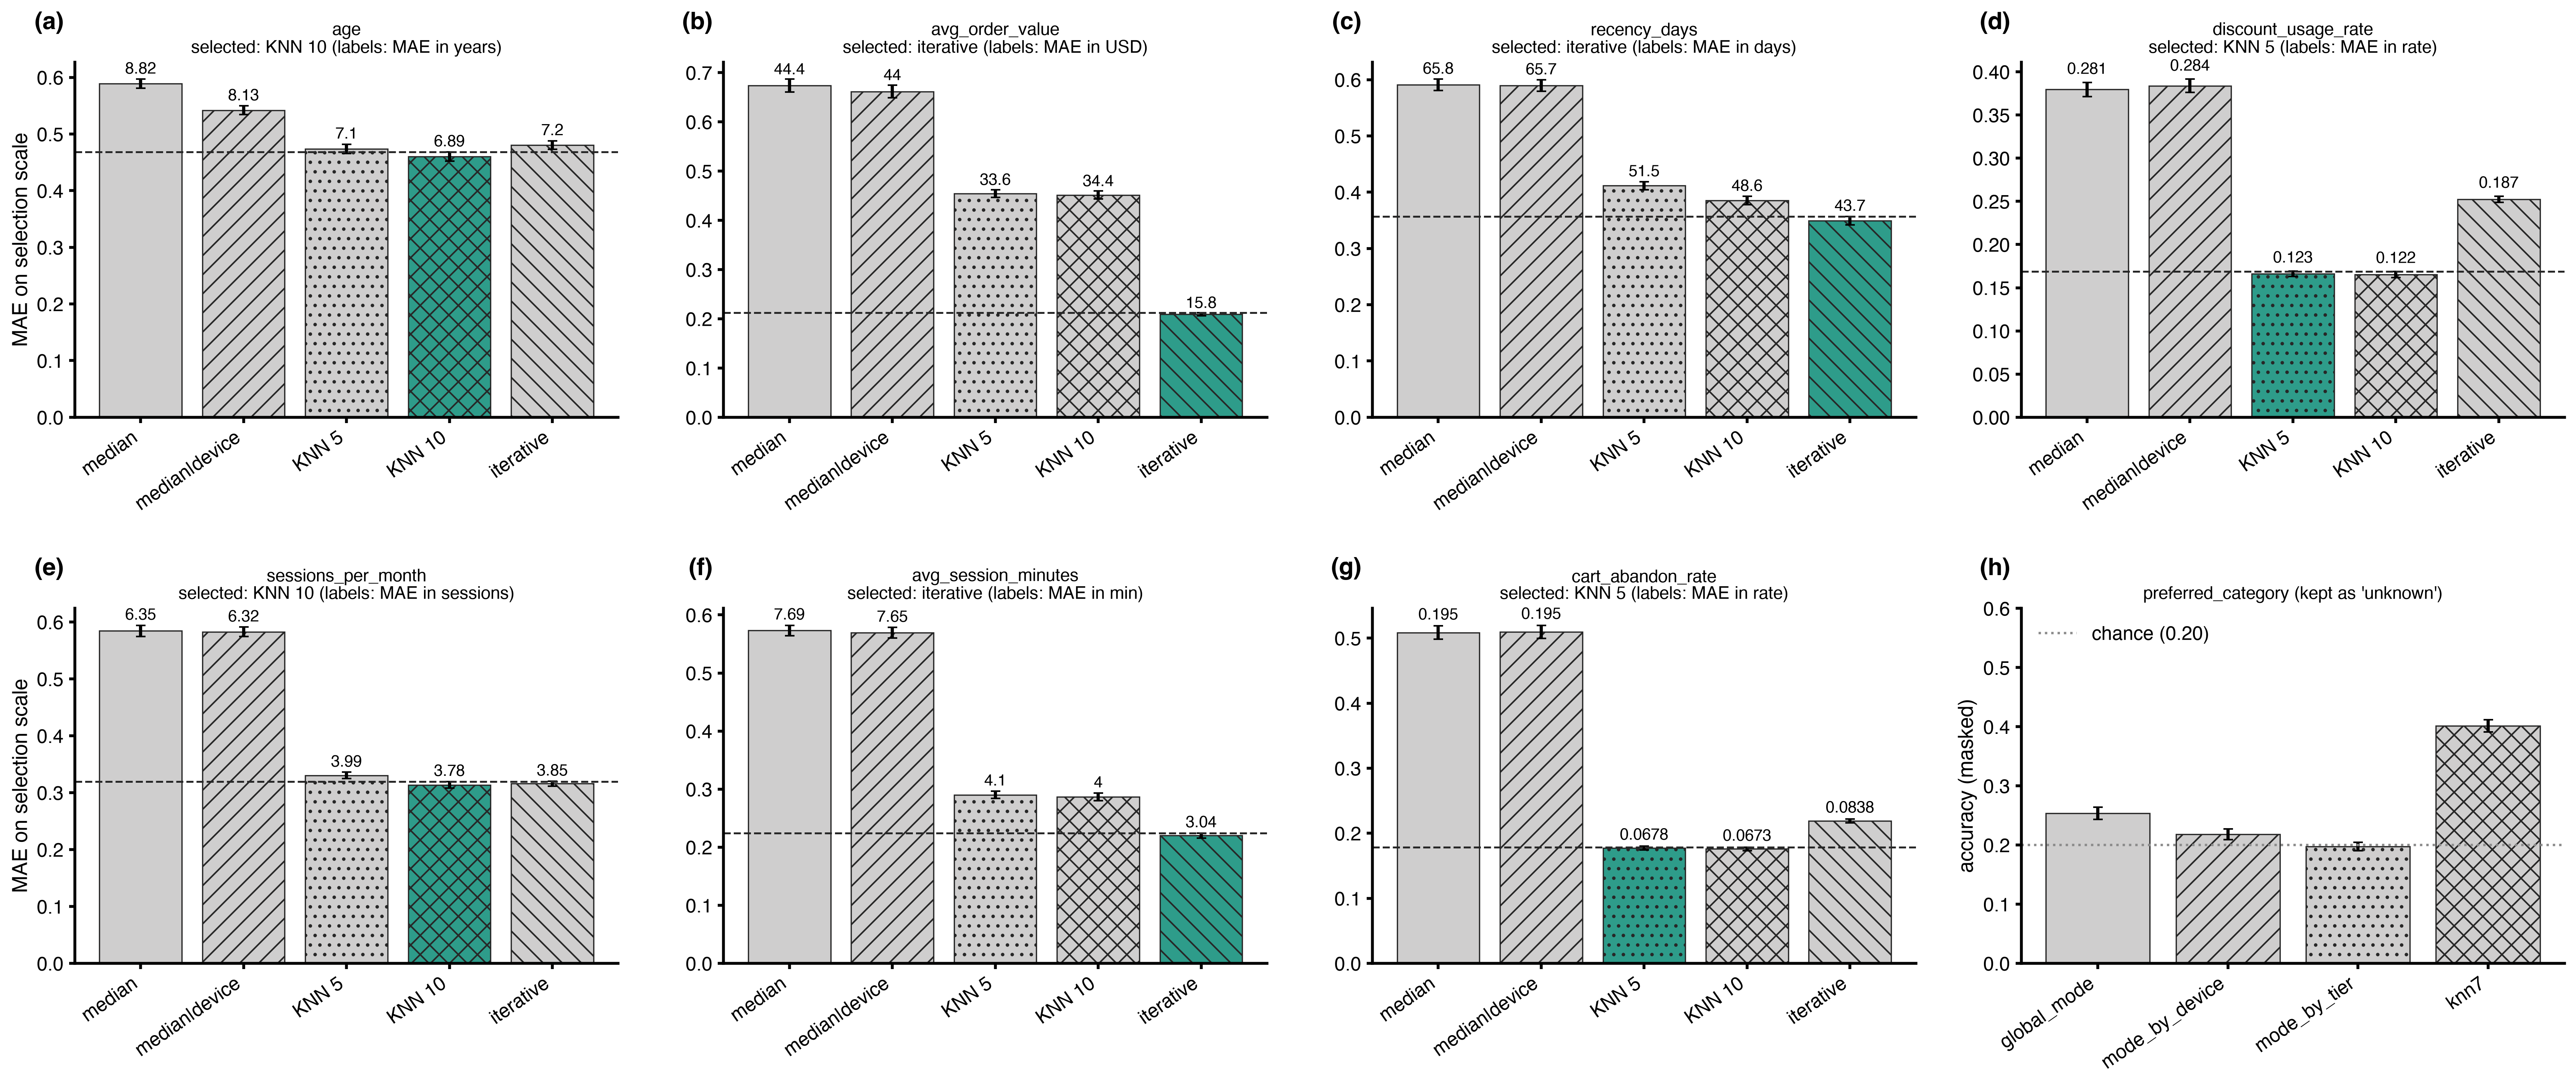 (a)
age
selected: KNN 10 (labels: MAE in years)
MAE on selection scale
0.6
0.5
0.4
0.3
0.2
0.1
0.0
8.82
8.13
7.1
6.89
7.2
median
median|device
KNN 5
KNN 10
iterative
(b)
avg_order_value
selected: iterative (labels: MAE in USD)
0.7
0.6
0.5
0.4
0.3
0.2
0.1
0.0
44.4
44
33.6
34.4
15.8
median
median|device
KNN 5
KNN 10
iterative
(c)
recency_days
selected: iterative (labels: MAE in days)
0.6
0.5
0.4
0.3
0.2
0.1
0.0
65.8
65.7
51.5
48.6
43.7
median
median|device
KNN 5
KNN 10
iterative
(d)
discount_usage_rate
selected: KNN 5 (labels: MAE in rate)
0.40
0.35
0.30
0.25
0.20
0.15
0.10
0.05
0.00
0.281
0.284
0.123
0.122
0.187
median
median|device
KNN 5
KNN 10
iterative
(e)
sessions_per_month
selected: KNN 10 (labels: MAE in sessions)
MAE on selection scale
0.6
0.5
0.4
0.3
0.2
0.1
0.0
6.35
6.32
3.99
3.78
3.85
median
median|device
KNN 5
KNN 10
iterative
(f)
avg_session_minutes
selected: iterative (labels: MAE in min)
0.6
0.5
0.4
0.3
0.2
0.1
0.0
7.69
7.65
4.1
4
3.04
median
median|device
KNN 5
KNN 10
iterative
(g)
cart_abandon_rate
selected: KNN 5 (labels: MAE in rate)
0.5
0.4
0.3
0.2
0.1
0.0
0.195
0.195
0.0678
0.0673
0.0838
median
median|device
KNN 5
KNN 10
iterative
(h)
preferred_category (kept as 'unknown')
accuracy (masked)
0.6
0.5
0.4
0.3
0.2
0.1
0.0
chance (0.20)
global_mode
mode_by_device
mode_by_tier
knn7